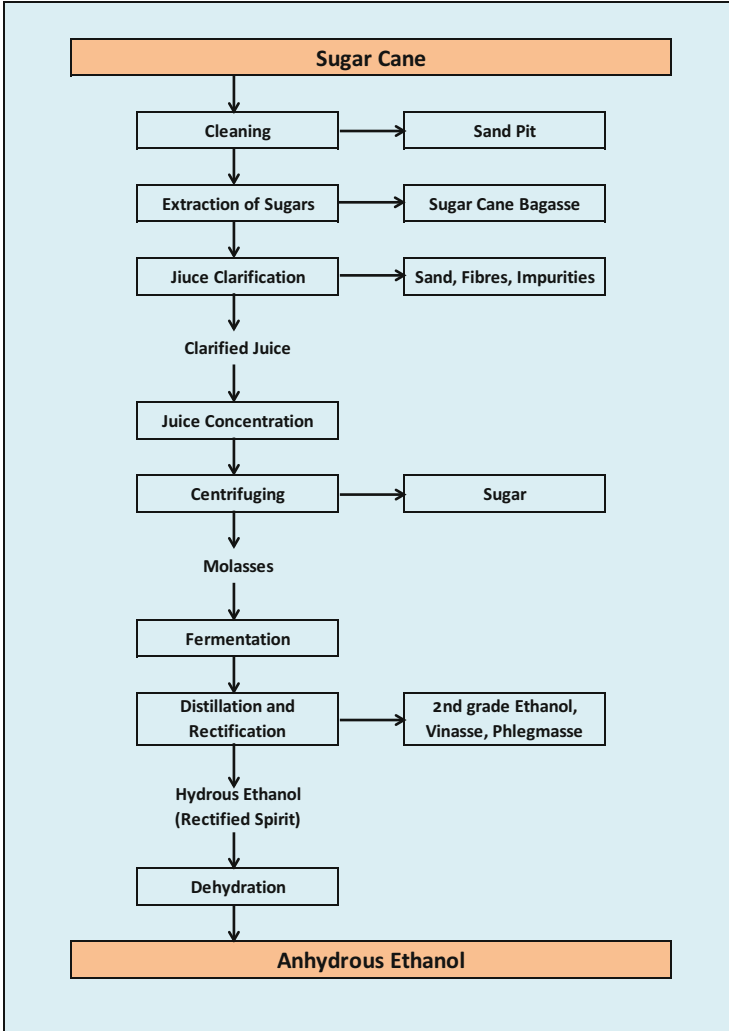 Sugar Cane
Cleaning
Sand Pit
Extraction of Sugars
Sugar Cane Bagasse
Jiuce Clarification
Sand, Fibres, Impurities
Clarified Juice
Juice Concentration
Centrifuging
Sugar
Molasses
Fermentation
Distillation and
Rectification
2nd grade Ethanol,
Vinasse, Phlegmasse
Hydrous Ethanol
(Rectified Spirit)
Dehydration
Anhydrous Ethanol